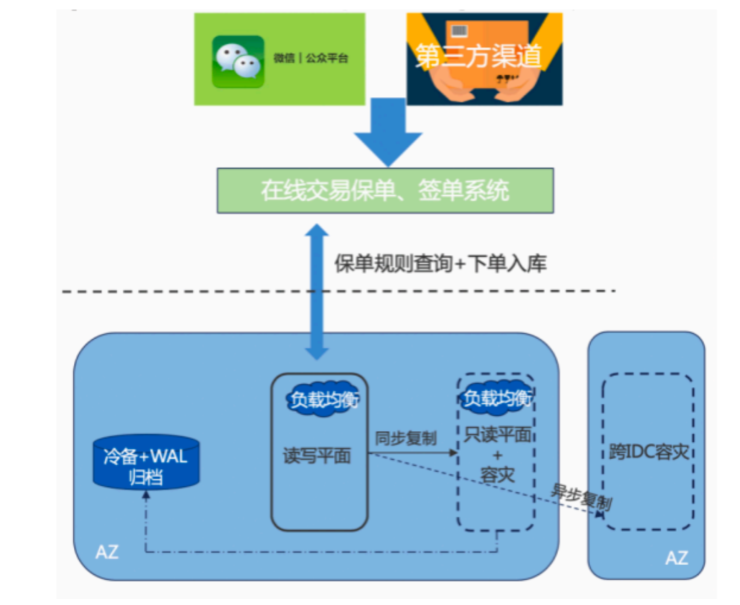 微信｜公众平台
第三方渠道
在线交易保单、签单系统
保单规则查询+下单入库
负载均衡
读写平面
同步复制
负载均衡
只读平面
+
容灾
异步复制
跨IDC容灾
冷备+WAL
归档
AZ
AZ